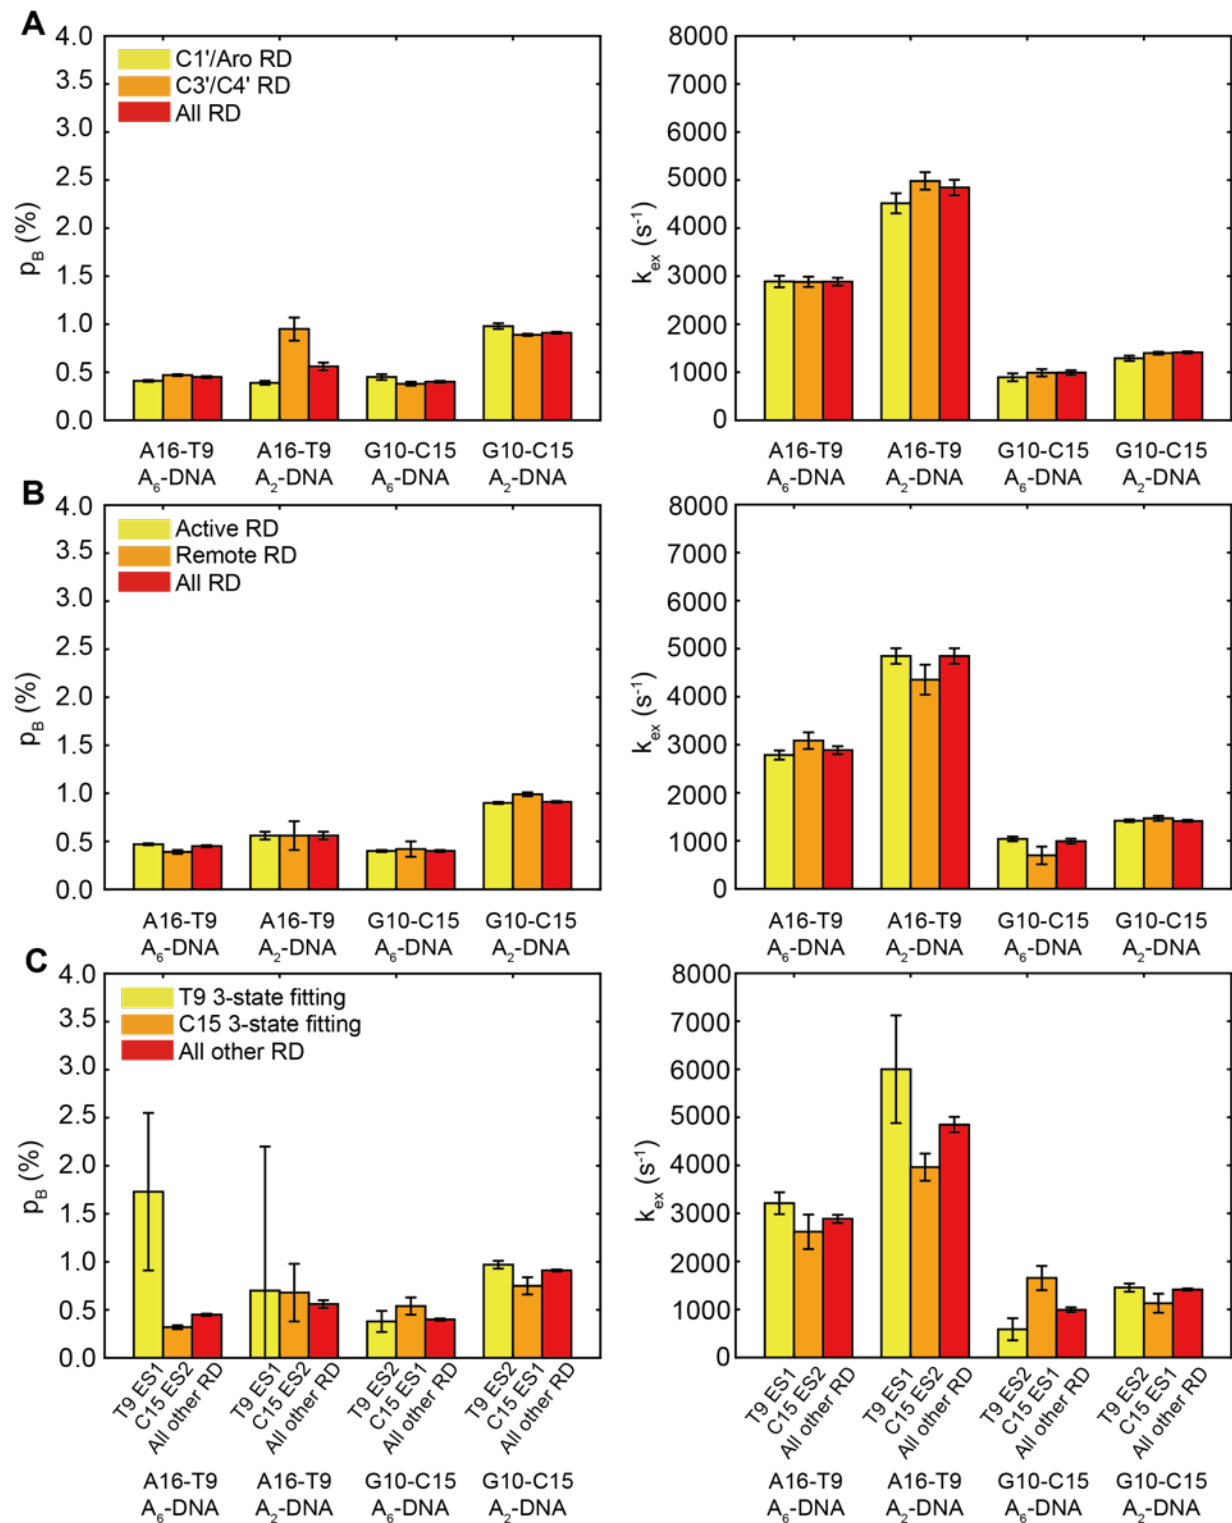 A
4.0
3.5
3.0
2.5
2.0
1.5
1.0
0.5
0.0
p_B (%)
C1'/Aro RD
C3'/C4' RD
All RD
A16-T9
A₆-DNA
A16-T9
A₂-DNA
G10-C15
A₆-DNA
G10-C15
A₂-DNA
8000
7000
6000
5000
4000
3000
2000
1000
0
k_ex (s⁻¹)
A16-T9
A₆-DNA
A16-T9
A₂-DNA
G10-C15
A₆-DNA
G10-C15
A₂-DNA
B
4.0
3.5
3.0
2.5
2.0
1.5
1.0
0.5
0.0
p_B (%)
Active RD
Remote RD
All RD
A16-T9
A₆-DNA
A16-T9
A₂-DNA
G10-C15
A₆-DNA
G10-C15
A₂-DNA
8000
7000
6000
5000
4000
3000
2000
1000
0
k_ex (s⁻¹)
A16-T9
A₆-DNA
A16-T9
A₂-DNA
G10-C15
A₆-DNA
G10-C15
A₂-DNA
C
4.0
3.5
3.0
2.5
2.0
1.5
1.0
0.5
0.0
p_B (%)
T9 3-state fitting
C15 3-state fitting
All other RD
T9 ES1
C15 ES2
All other RD
T9 ES1
C15 ES2
All other RD
T9 ES2
C15 ES1
All other RD
T9 ES2
C15 ES1
All other RD
A16-T9
A₆-DNA
A16-T9
A₂-DNA
G10-C15
A₆-DNA
G10-C15
A₂-DNA
8000
7000
6000
5000
4000
3000
2000
1000
0
k_ex (s⁻¹)
T9 ES1
C15 ES2
All other RD
T9 ES1
C15 ES2
All other RD
T9 ES2
C15 ES1
All other RD
T9 ES2
C15 ES1
All other RD
A16-T9
A₆-DNA
A16-T9
A₂-DNA
G10-C15
A₆-DNA
G10-C15
A₂-DNA